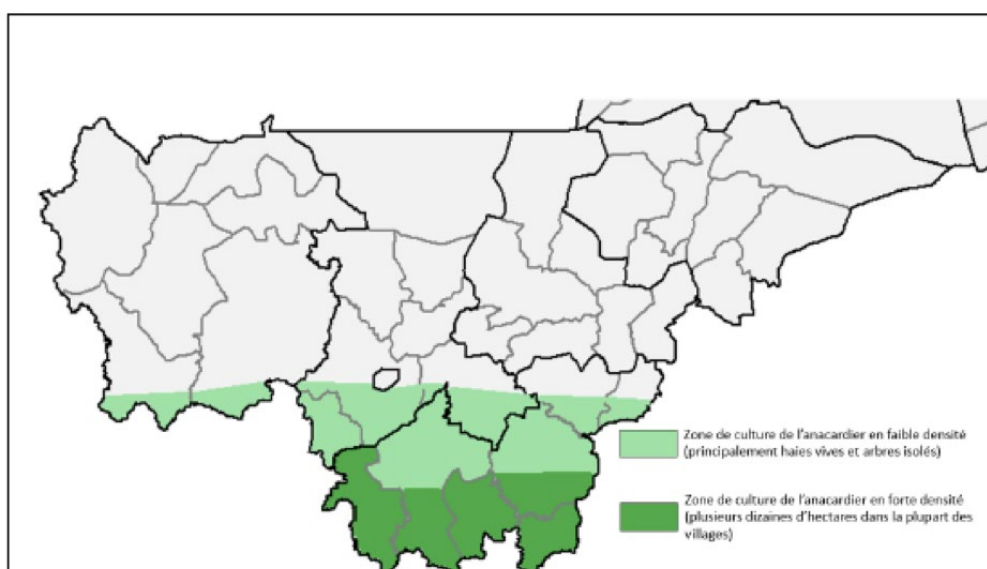 Zone de culture de l'anacardier en faible densité
(principalement haies vives et arbres isolés)
Zone de culture de l'anacardier en forte densité
(plusieurs dizaines d'hectares dans la plupart des
villages)